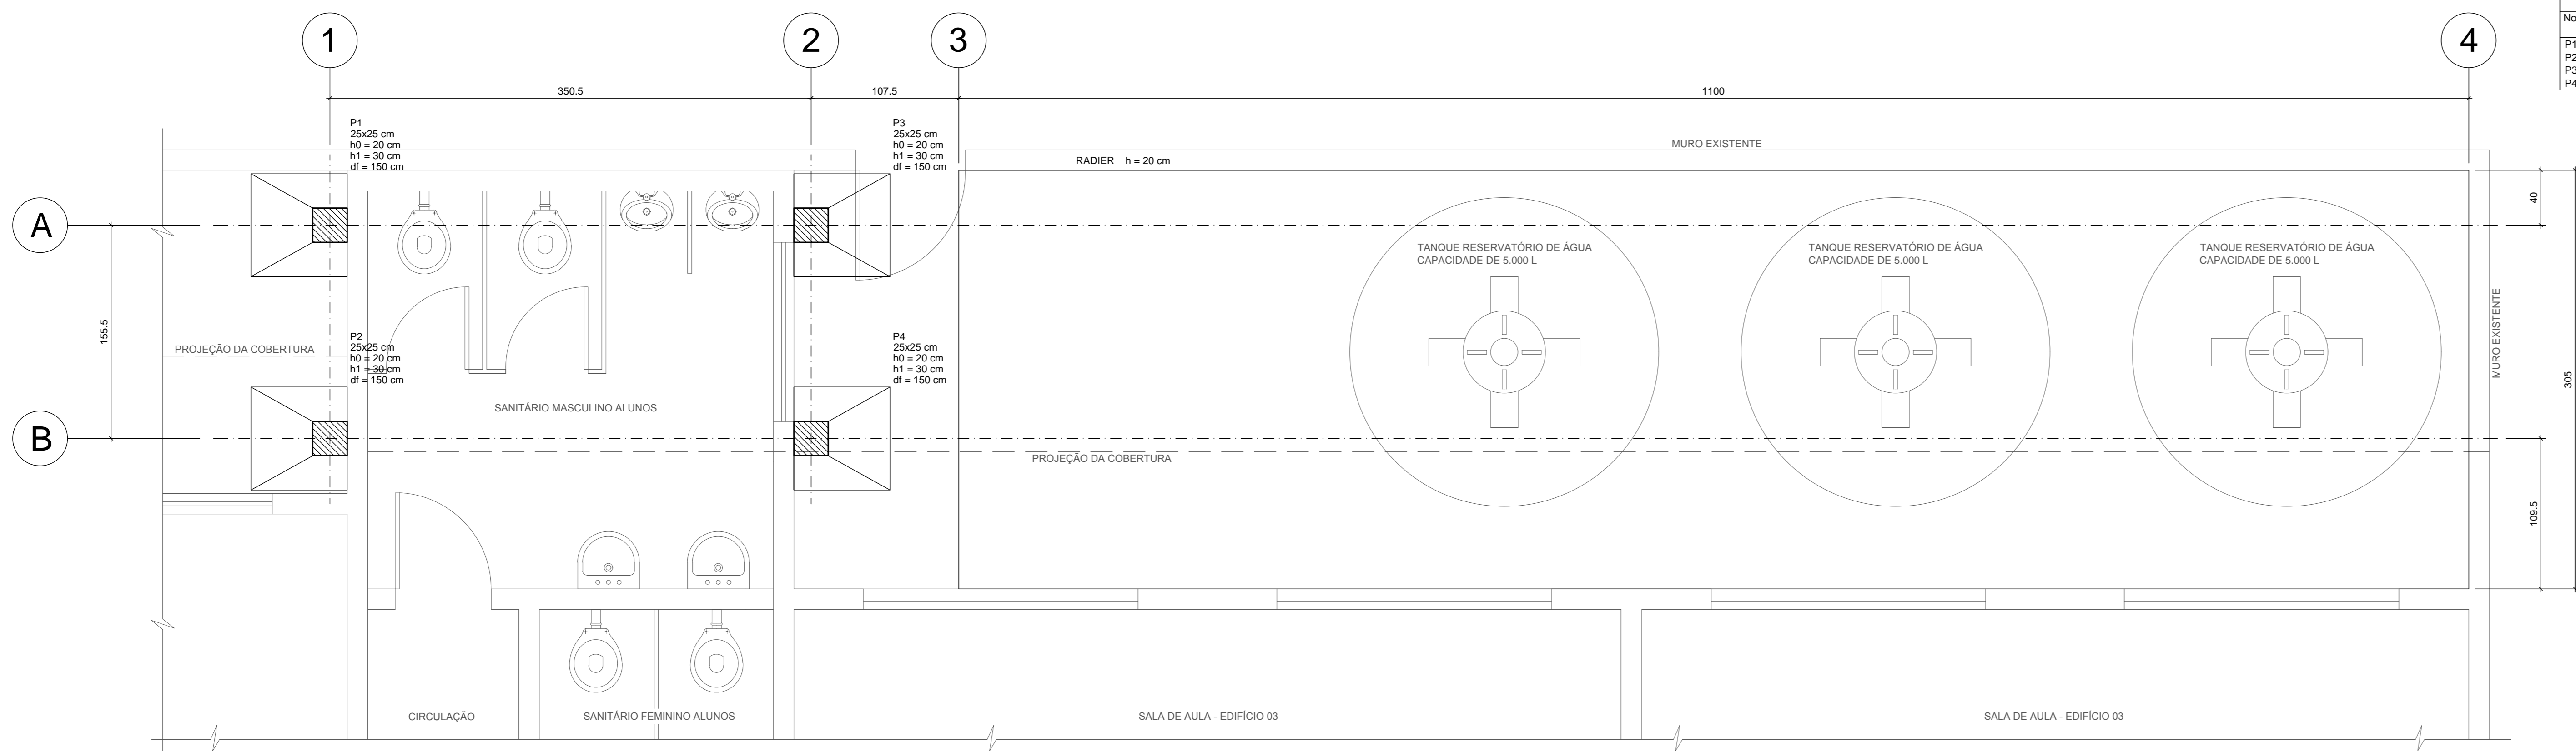 1
2
3
4
No
P1
P2
P3
P4
350.5
107.5
1100
P1
25x25 cm
h0 = 20 cm
h1 = 30 cm
df = 150 cm
P3
25x25 cm
h0 = 20 cm
h1 = 30 cm
df = 150 cm
MURO EXISTENTE
RADIER h = 20 cm
A
40
TANQUE RESERVATÓRIO DE ÁGUA
CAPACIDADE DE 5.000 L
TANQUE RESERVATÓRIO DE ÁGUA
CAPACIDADE DE 5.000 L
TANQUE RESERVATÓRIO DE ÁGUA
CAPACIDADE DE 5.000 L
155.5
PROJEÇÃO DA COBERTURA
P2
25x25 cm
h0 = 20 cm
h1 = 30 cm
df = 150 cm
P4
25x25 cm
h0 = 20 cm
h1 = 30 cm
df = 150 cm
MURO EXISTENTE
305
SANITÁRIO MASCULINO ALUNOS
B
PROJEÇÃO DA COBERTURA
109.5
CIRCULAÇÃO
SANITÁRIO FEMININO ALUNOS
SALA DE AULA - EDIFÍCIO 03
SALA DE AULA - EDIFÍCIO 03